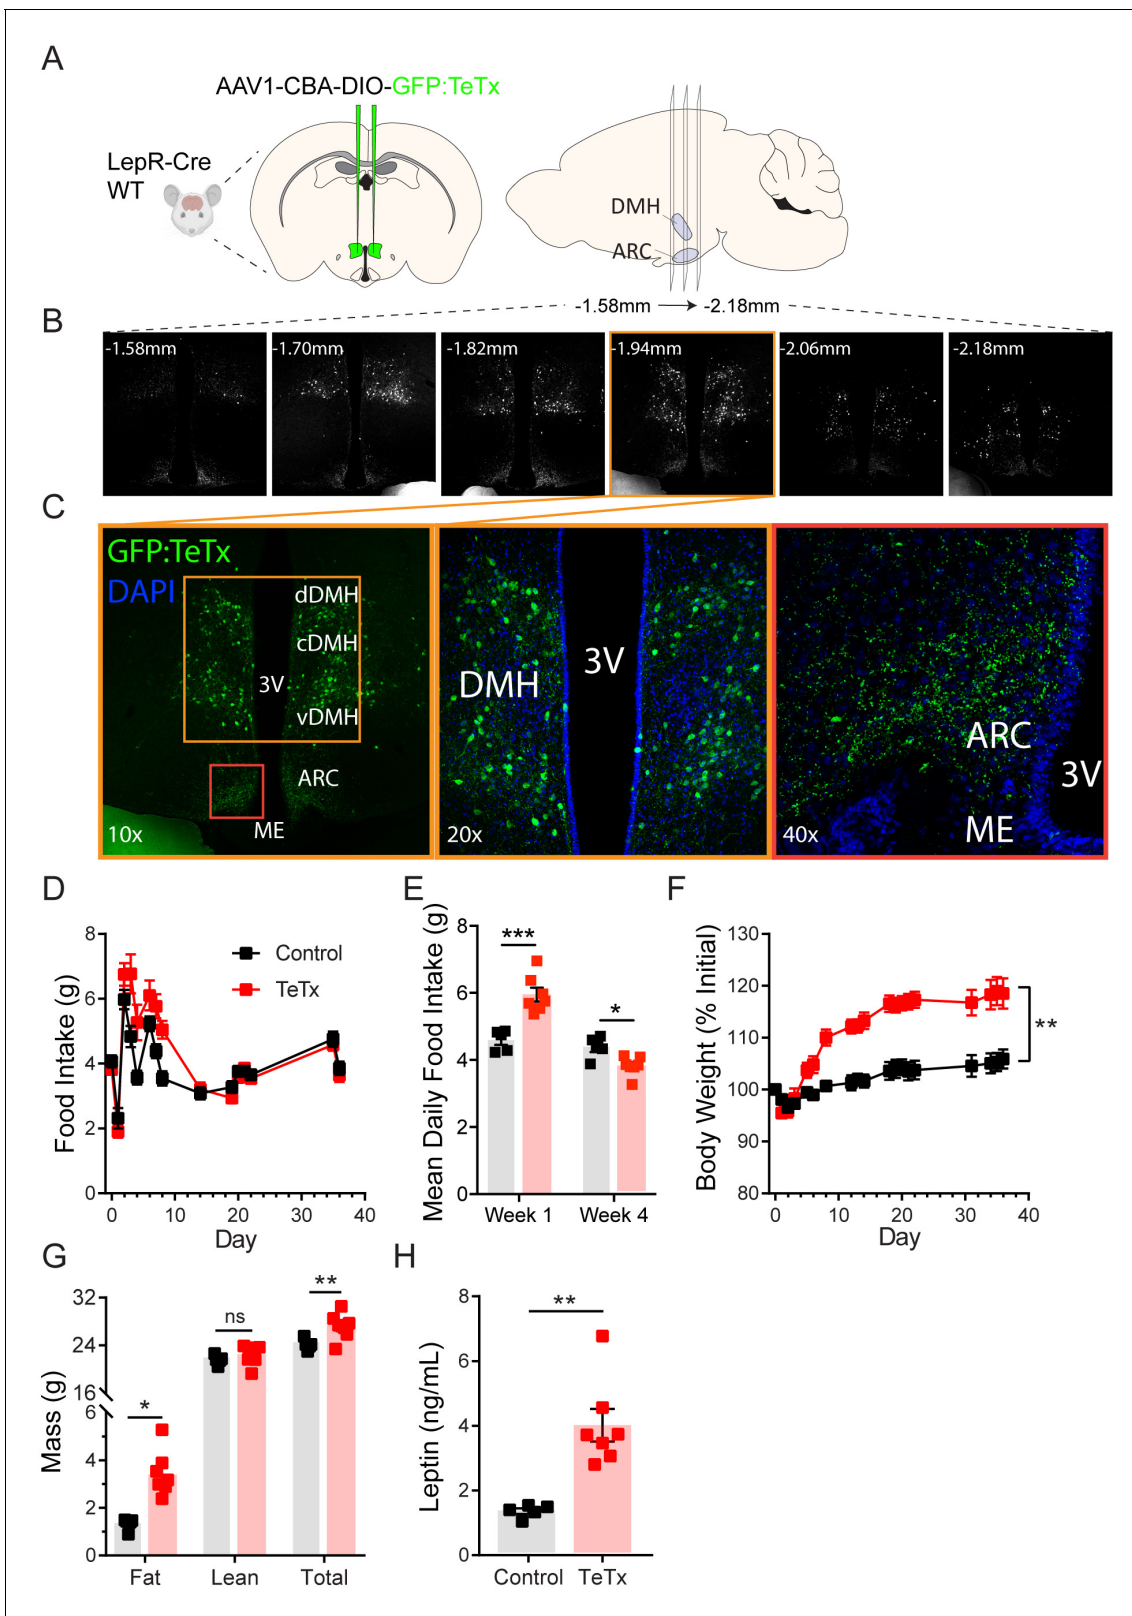 A
AAV1-CBA-DIO-GFP:TeTx
LepR-Cre
WT
DMH
ARC
-1.58mm → -2.18mm
B
-1.58mm
-1.70mm
-1.82mm
-1.94mm
-2.06mm
-2.18mm
C
GFP:TeTx
DAPI
dDMH
cDMH
3V
vDMH
ARC
ME
10x
DMH
3V
20x
ARC
3V
ME
40x
D
Food Intake (g)
8
6
4
2
0
Control
TeTx
0 10 20 30 40
Day
E
Mean Daily Food Intake (g)
8
6
4
2
0
***
*
Week 1 Week 4
F
Body Weight (% Initial)
130
120
110
100
90
80
**
0 10 20 30 40
Day
G
Mass (g)
32
24
16
6
4
2
0
*
ns
**
Fat Lean Total
H
Leptin (ng/mL)
8
6
4
2
0
**
Control TeTx